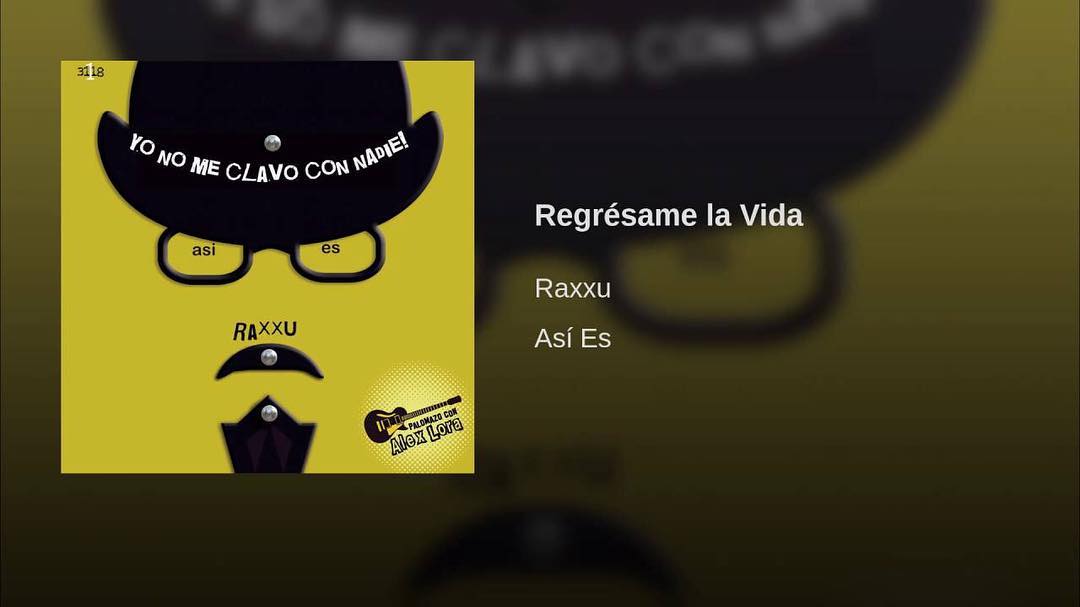 YO NO ME CLAVO CON NADIE!
asi
es
RAXXU
PALOMAZO CON
Alex Lora
Regrésame la Vida
Raxxu
Así Es